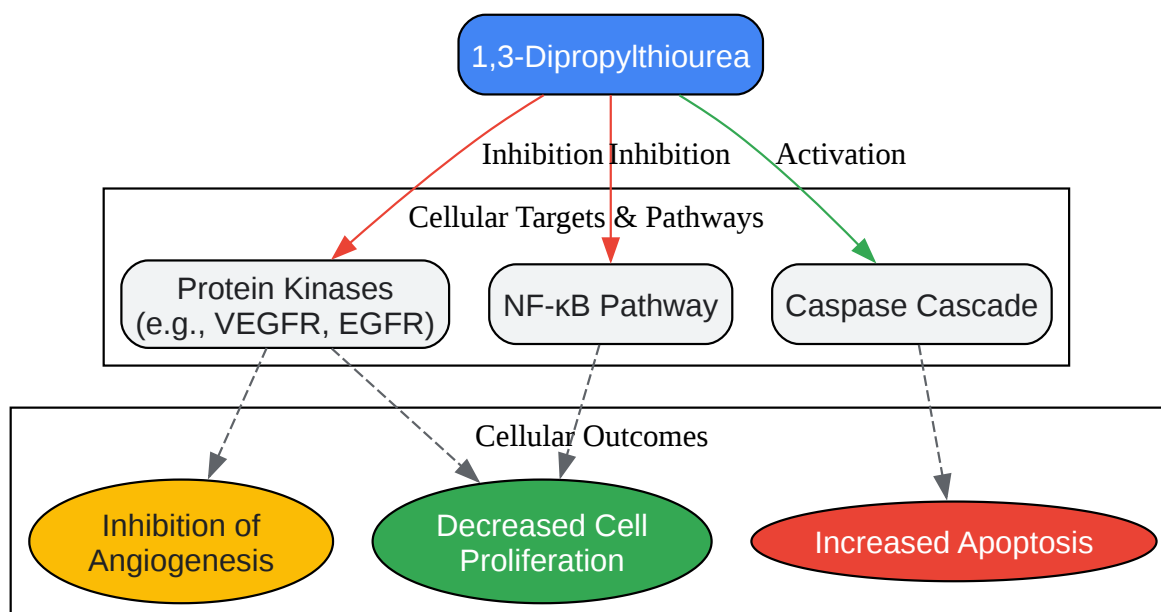 1,3-Dipropylthiourea
Inhibition
Inhibition
Activation
Cellular Targets & Pathways
Protein Kinases
(e.g., VEGFR, EGFR)
NF-κB Pathway
Caspase Cascade
Cellular Outcomes
Inhibition of
Angiogenesis
Decreased Cell
Proliferation
Increased Apoptosis